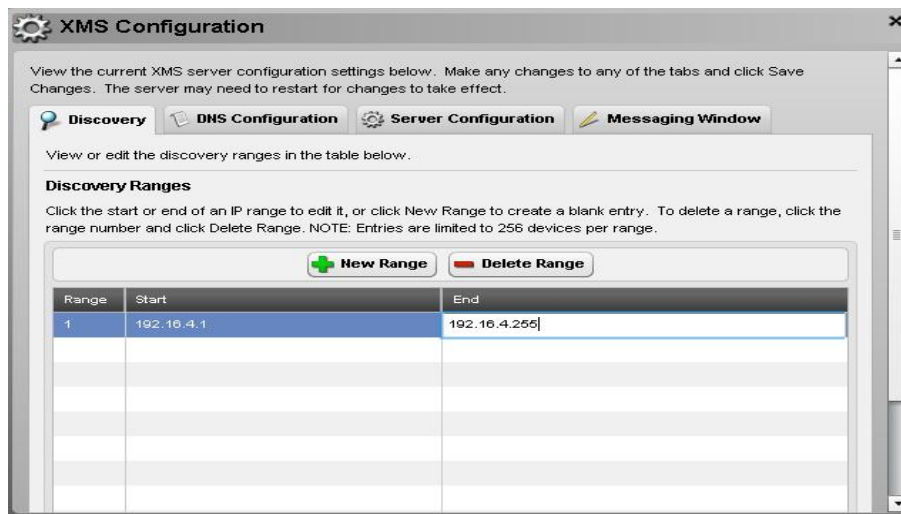 XMS Configuration
View the current XMS server configuration settings below. Make any changes to any of the tabs and click Save
Changes. The server may need to restart for changes to take effect.
Discovery
DNS Configuration
Server Configuration
Messaging Window
View or edit the discovery ranges in the table below.
Discovery Ranges
Click the start or end of an IP range to edit it, or click New Range to create a blank entry. To delete a range, click the
range number and click Delete Range. NOTE: Entries are limited to 256 devices per range.
New Range
Delete Range
Range Start End
1 192.16.4.1 192.16.4.255